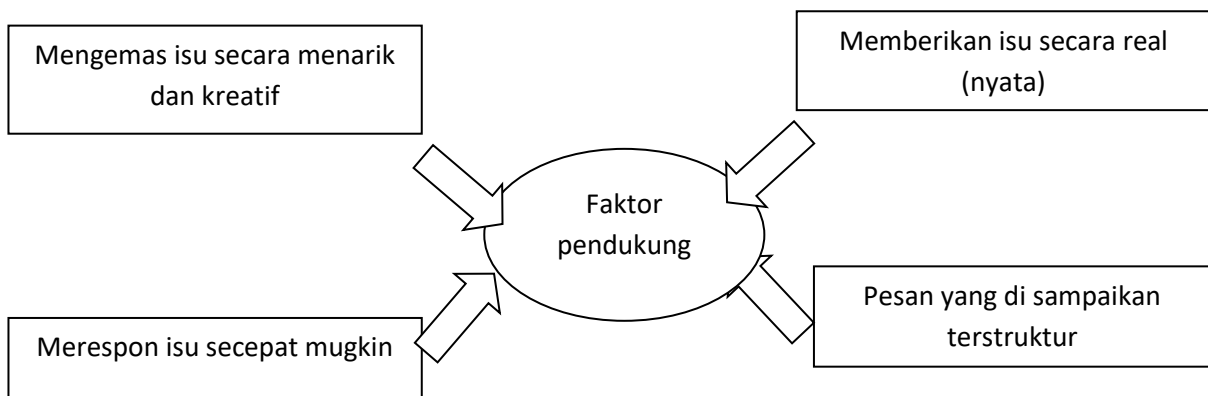 Mengemas isu secara menarik
dan kreatif
Memberikan isu secara real
(nyata)
Faktor
pendukung
Merespon isu secepat mugkin
Pesan yang di sampaikan
terstruktur